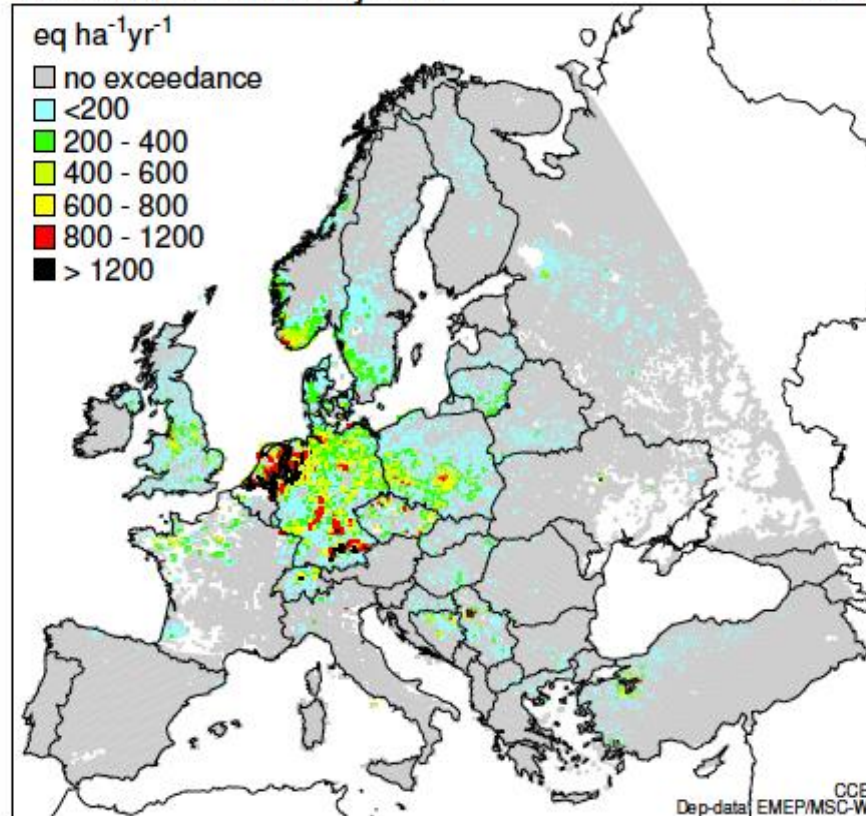 eq ha⁻¹yr⁻¹
no exceedance
<200
200 - 400
400 - 600
600 - 800
800 - 1200
> 1200
CCE
Dep-data: EMEP/MSC-W